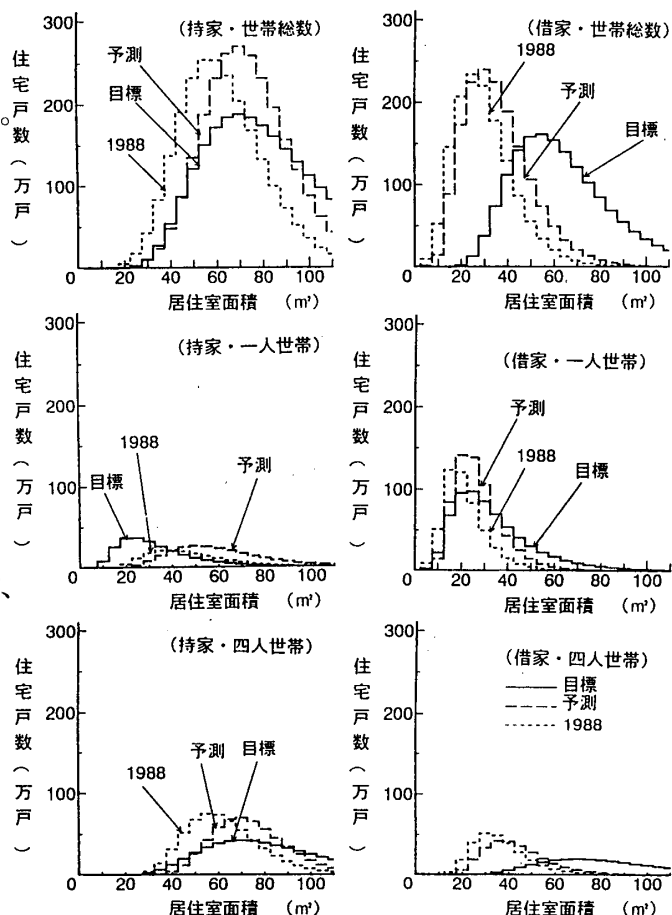 (持家・世帯総数)
300
200
100
0
住宅戸数(万戸)
予測
目標
1988
20 40 60 80 100
居住室面積 (㎡)
(借家・世帯総数)
300
200
100
0
住宅戸数(万戸)
1988
予測
目標
20 40 60 80 100
居住室面積 (㎡)
(持家・一人世帯)
300
200
100
0
住宅戸数(万戸)
1988
目標
予測
20 40 60 80 100
居住室面積 (㎡)
(借家・一人世帯)
300
200
100
0
住宅戸数(万戸)
予測
1988
目標
20 40 60 80 100
居住室面積 (㎡)
(持家・四人世帯)
300
200
100
0
住宅戸数(万戸)
1988
予測
目標
20 40 60 80 100
居住室面積 (㎡)
(借家・四人世帯)
目標
予測
1988
300
200
100
0
住宅戸数(万戸)
20 40 60 80 100
居住室面積 (㎡)